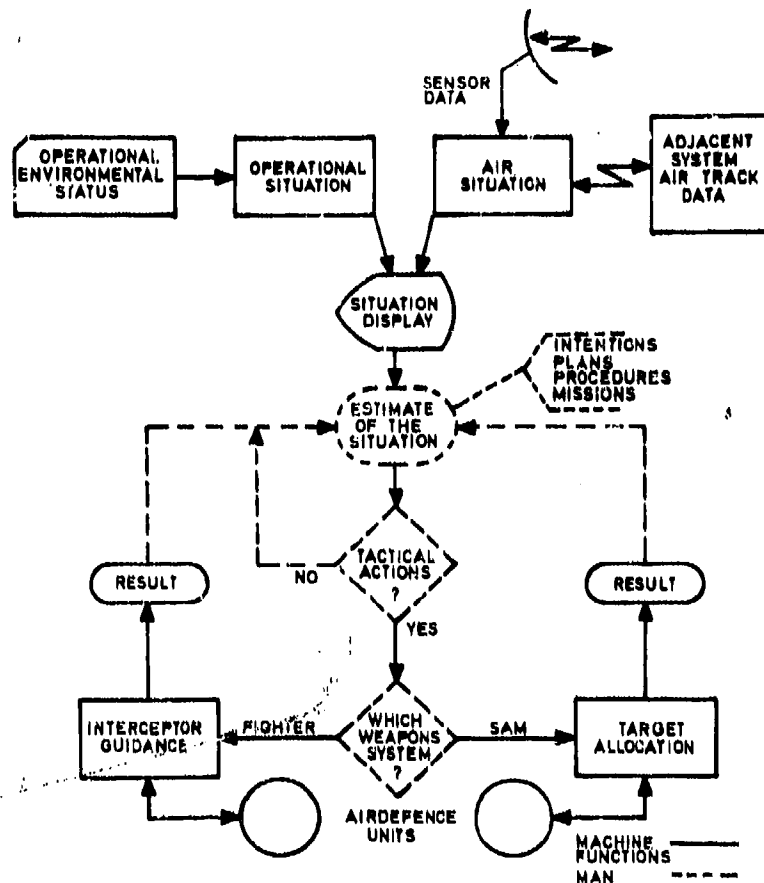 SENSOR
DATA
OPERATIONAL
ENVIRONMENTAL
STATUS
OPERATIONAL
SITUATION
AIR
SITUATION
ADJACENT
SYSTEM
AIR TRACK
DATA
SITUATION
DISPLAY
INTENTIONS
PLANS
PROCEDURES
MISSIONS
ESTIMATE
OF THE
SITUATION
RESULT
NO
TACTICAL
ACTIONS
?
RESULT
YES
INTERCEPTOR
GUIDANCE
FIGHTER
WHICH
WEAPONS
SYSTEM
?
SAM
TARGET
ALLOCATION
AIRDEFENCE
UNITS
MACHINE
FUNCTIONS
MAN